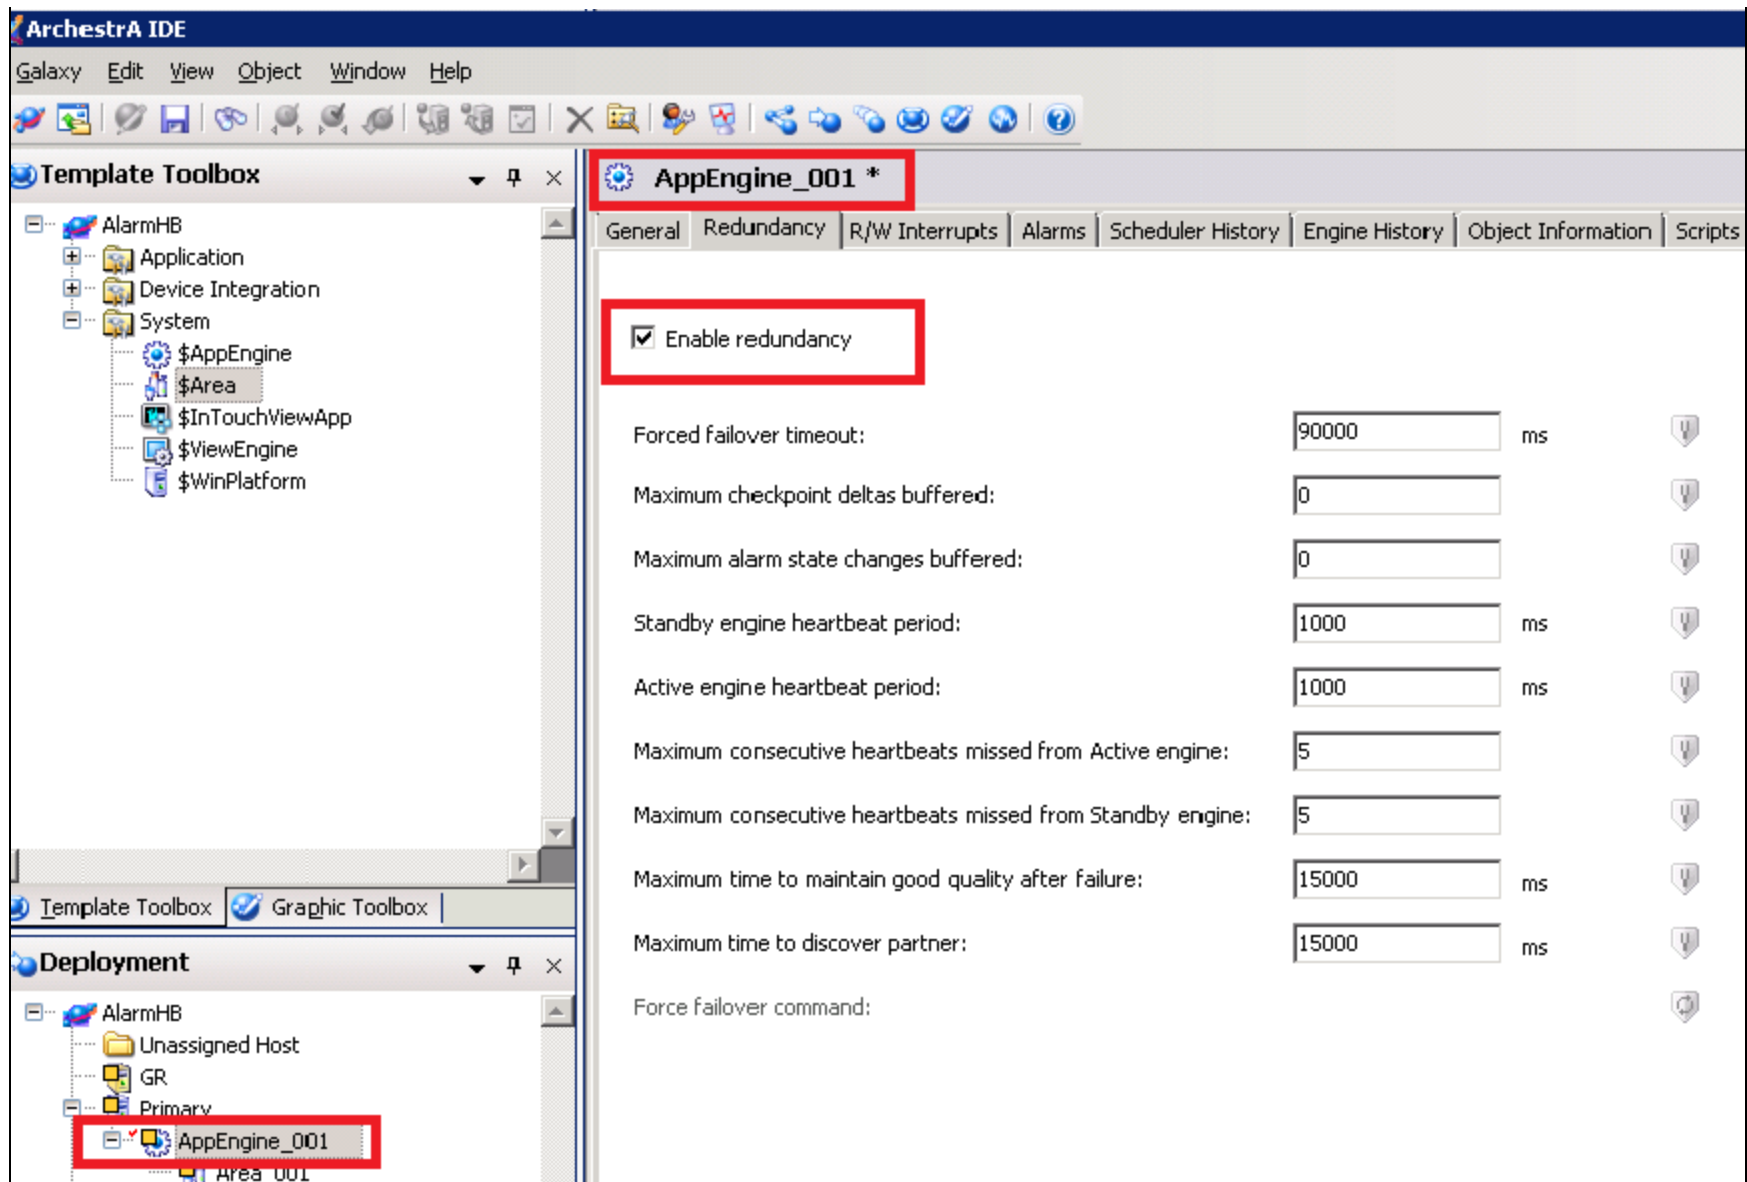 ArchestrA IDE
Galaxy Edit View Object Window Help
Template Toolbox
AlarmHB
Application
Device Integration
System
$AppEngine
$Area
$InTouchViewApp
$ViewEngine
$WinPlatform
Template Toolbox Graphic Toolbox
Deployment
AlarmHB
Unassigned Host
GR
Primary
AppEngine_001
Area_001
AppEngine_001 *
General Redundancy R/W Interrupts Alarms Scheduler History Engine History Object Information Scripts
Enable redundancy
Forced failover timeout: 90000 ms
Maximum checkpoint deltas buffered: 0
Maximum alarm state changes buffered: 0
Standby engine heartbeat period: 1000 ms
Active engine heartbeat period: 1000 ms
Maximum consecutive heartbeats missed from Active engine: 5
Maximum consecutive heartbeats missed from Standby engine: 5
Maximum time to maintain good quality after failure: 15000 ms
Maximum time to discover partner: 15000 ms
Force failover command: